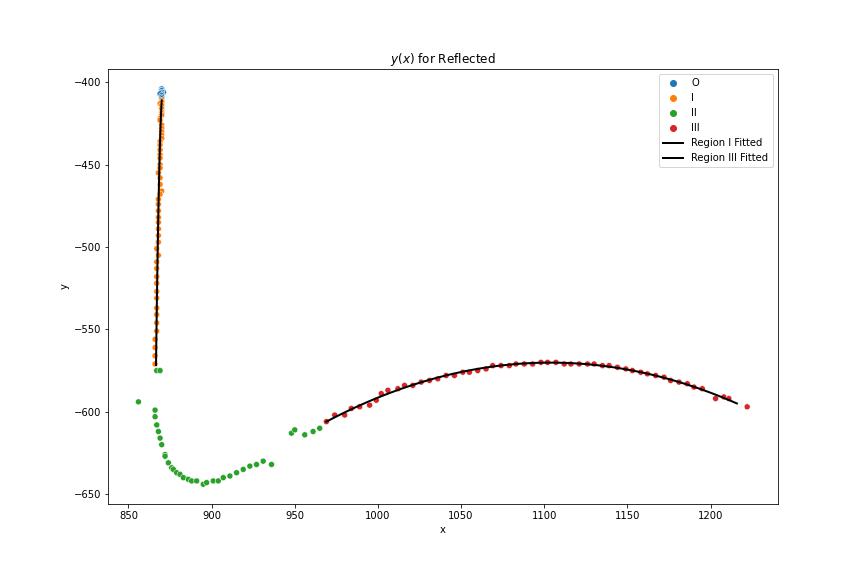 y(x) for Reflected
O
I
II
III
Region I Fitted
Region III Fitted
−400
−450
−500
−550
−600
−650
y
850
900
950
1000
1050
1100
1150
1200
x